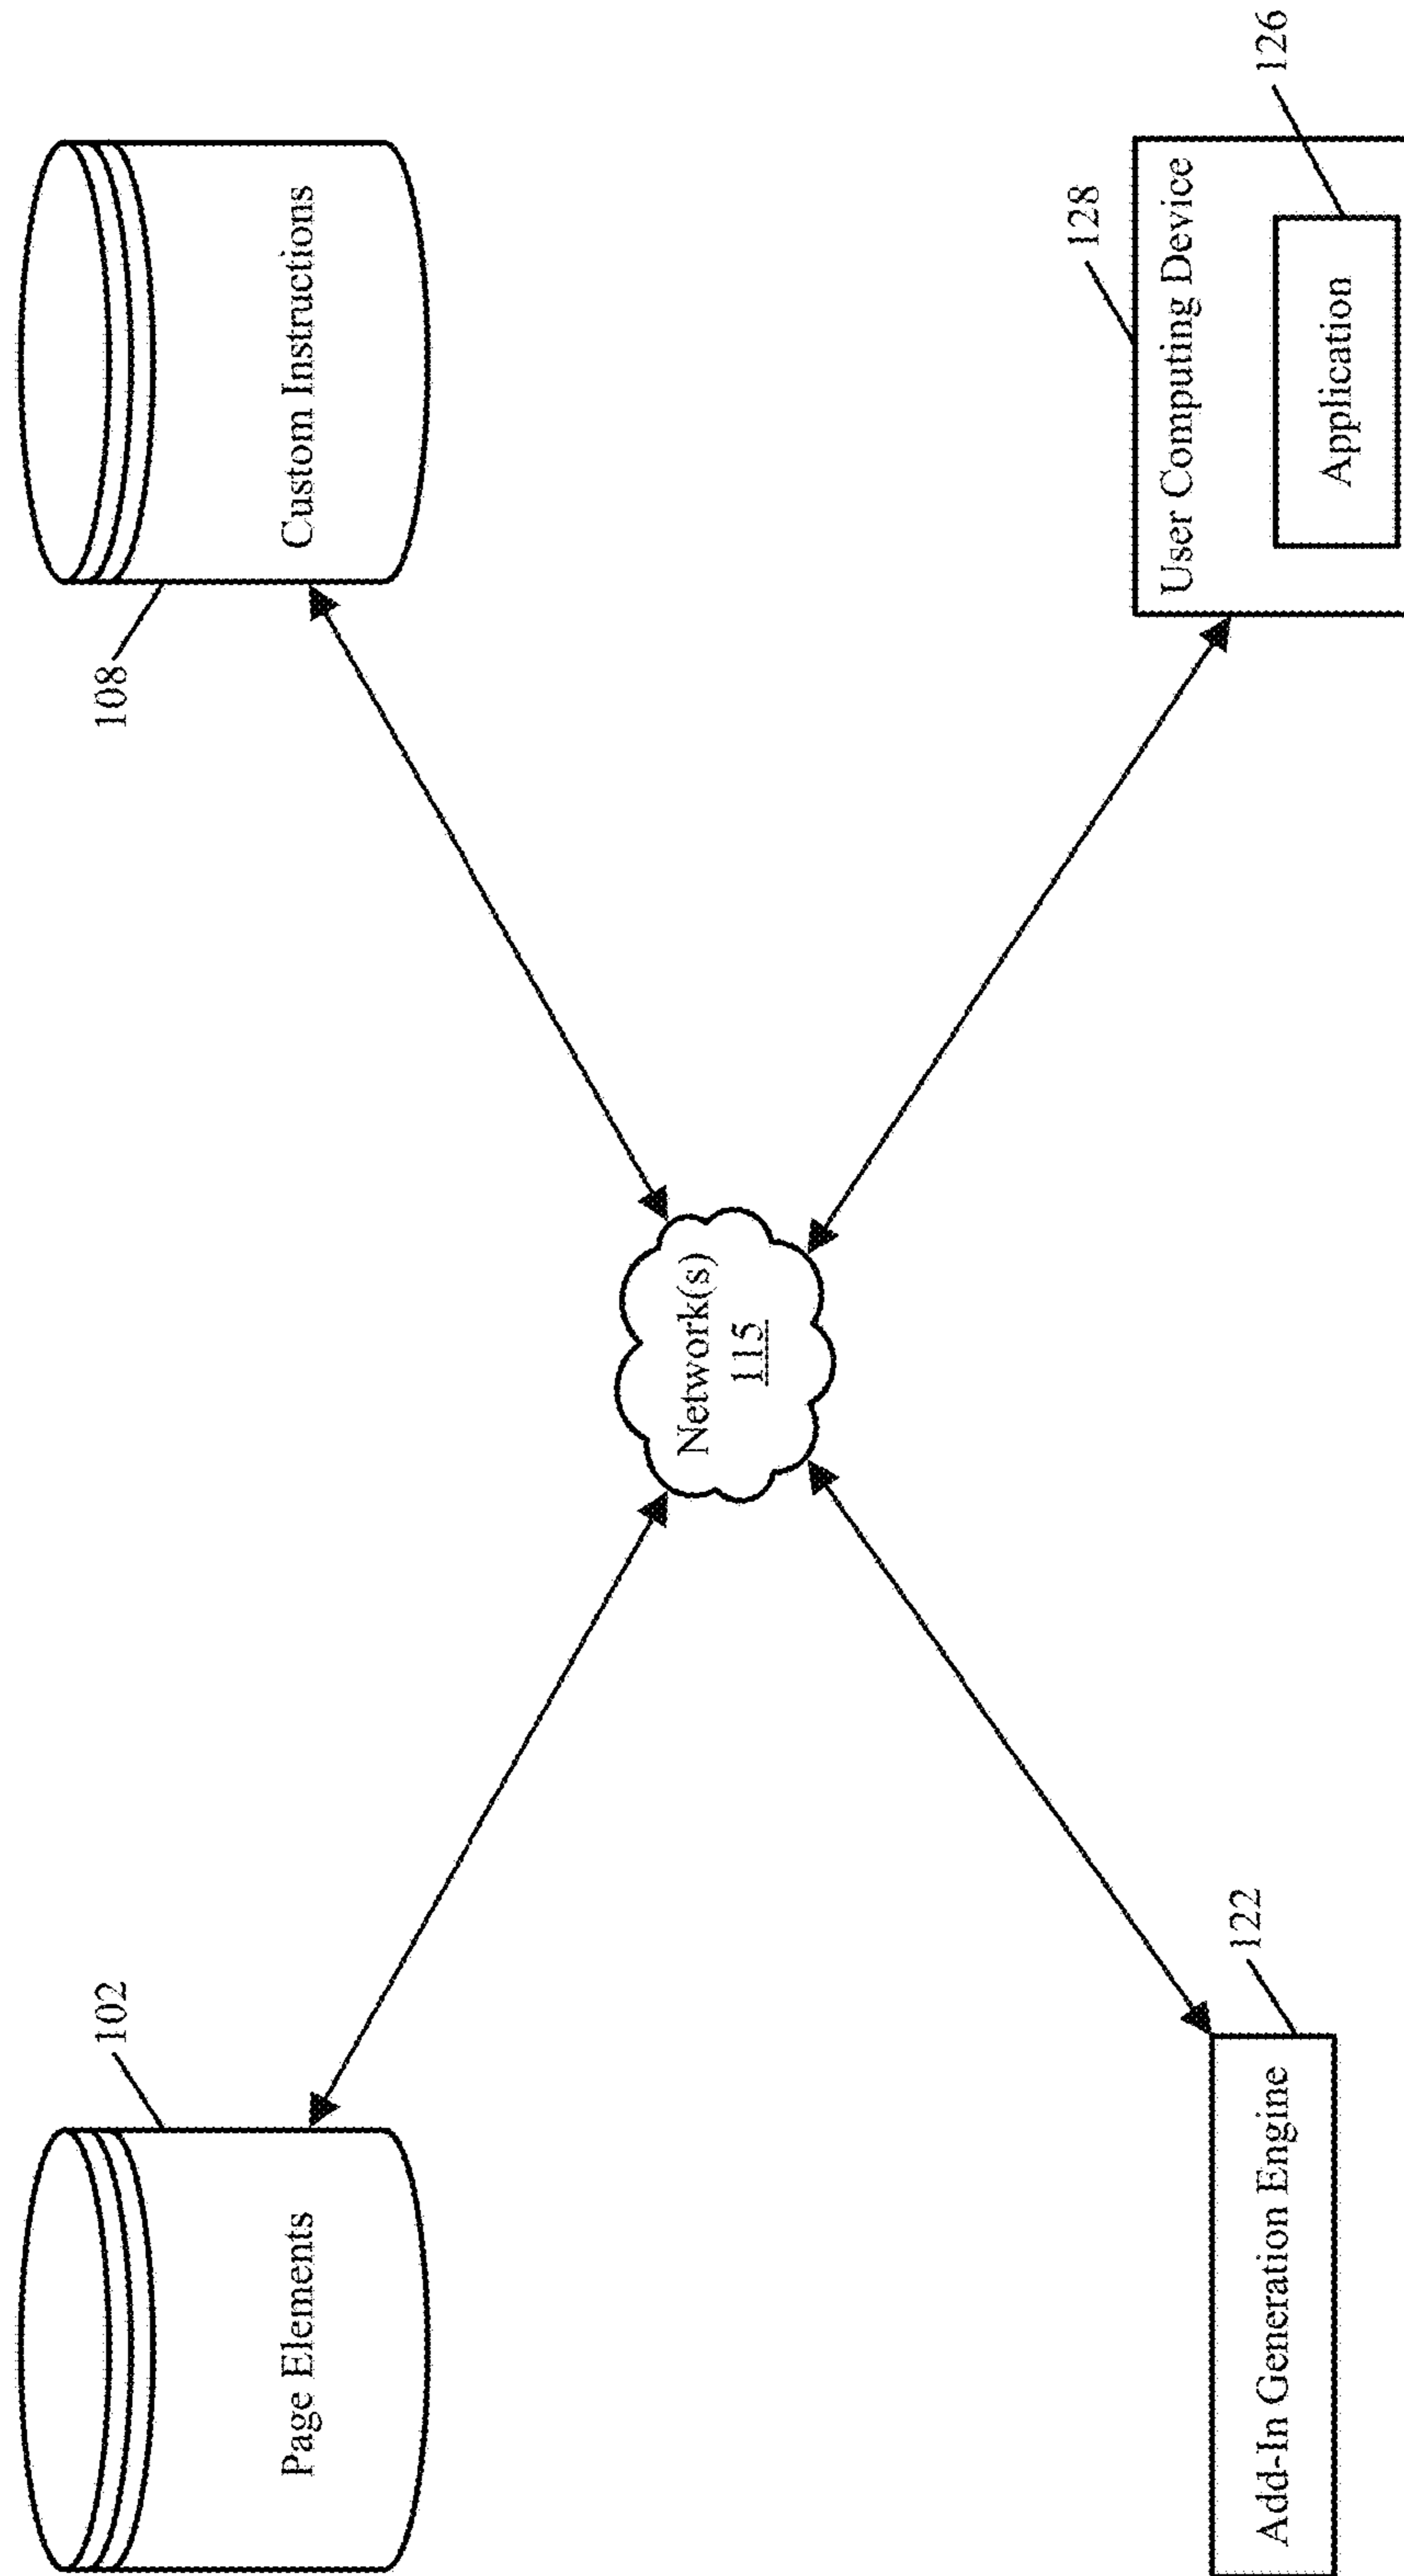 102
Page Elements
108
Custom Instructions
Network(s)
115
122
Add-In Generation Engine
128
User Computing Device
126
Application